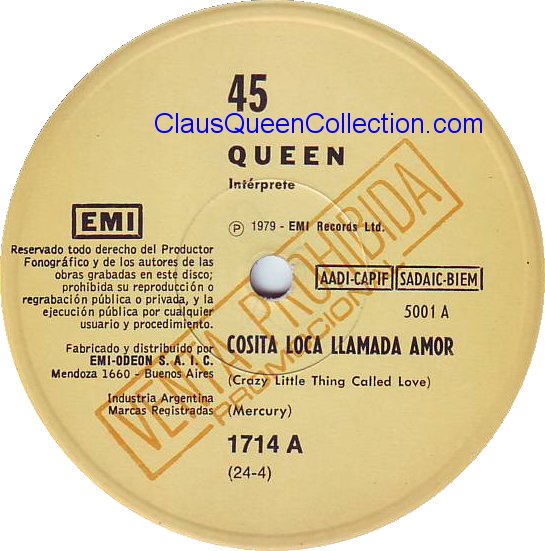 45
ClausQueenCollection.com
QUEEN
Intérprete
EMI
℗ 1979 - EMI Records Ltd.
Reservado todo derecho del Productor
Fonográfico y de los autores de las
obras grabadas en este disco;
prohibida su reproducción o
regrabación pública o privada, y la
ejecución pública por cualquier
usuario y procedimiento.
AADI-CAPIF SADAIC-BIEM
5001 A
VENTA PROHIBIDA
PROMOCIONAL
Fabricado y distribuido por
EMI-ODEON S. A. I. C.
Mendoza 1660 - Buenos Aires
Industria Argentina
Marcas Registradas
COSITA LOCA LLAMADA AMOR
(Crazy Little Thing Called Love)
(Mercury)
1714 A
(24-4)